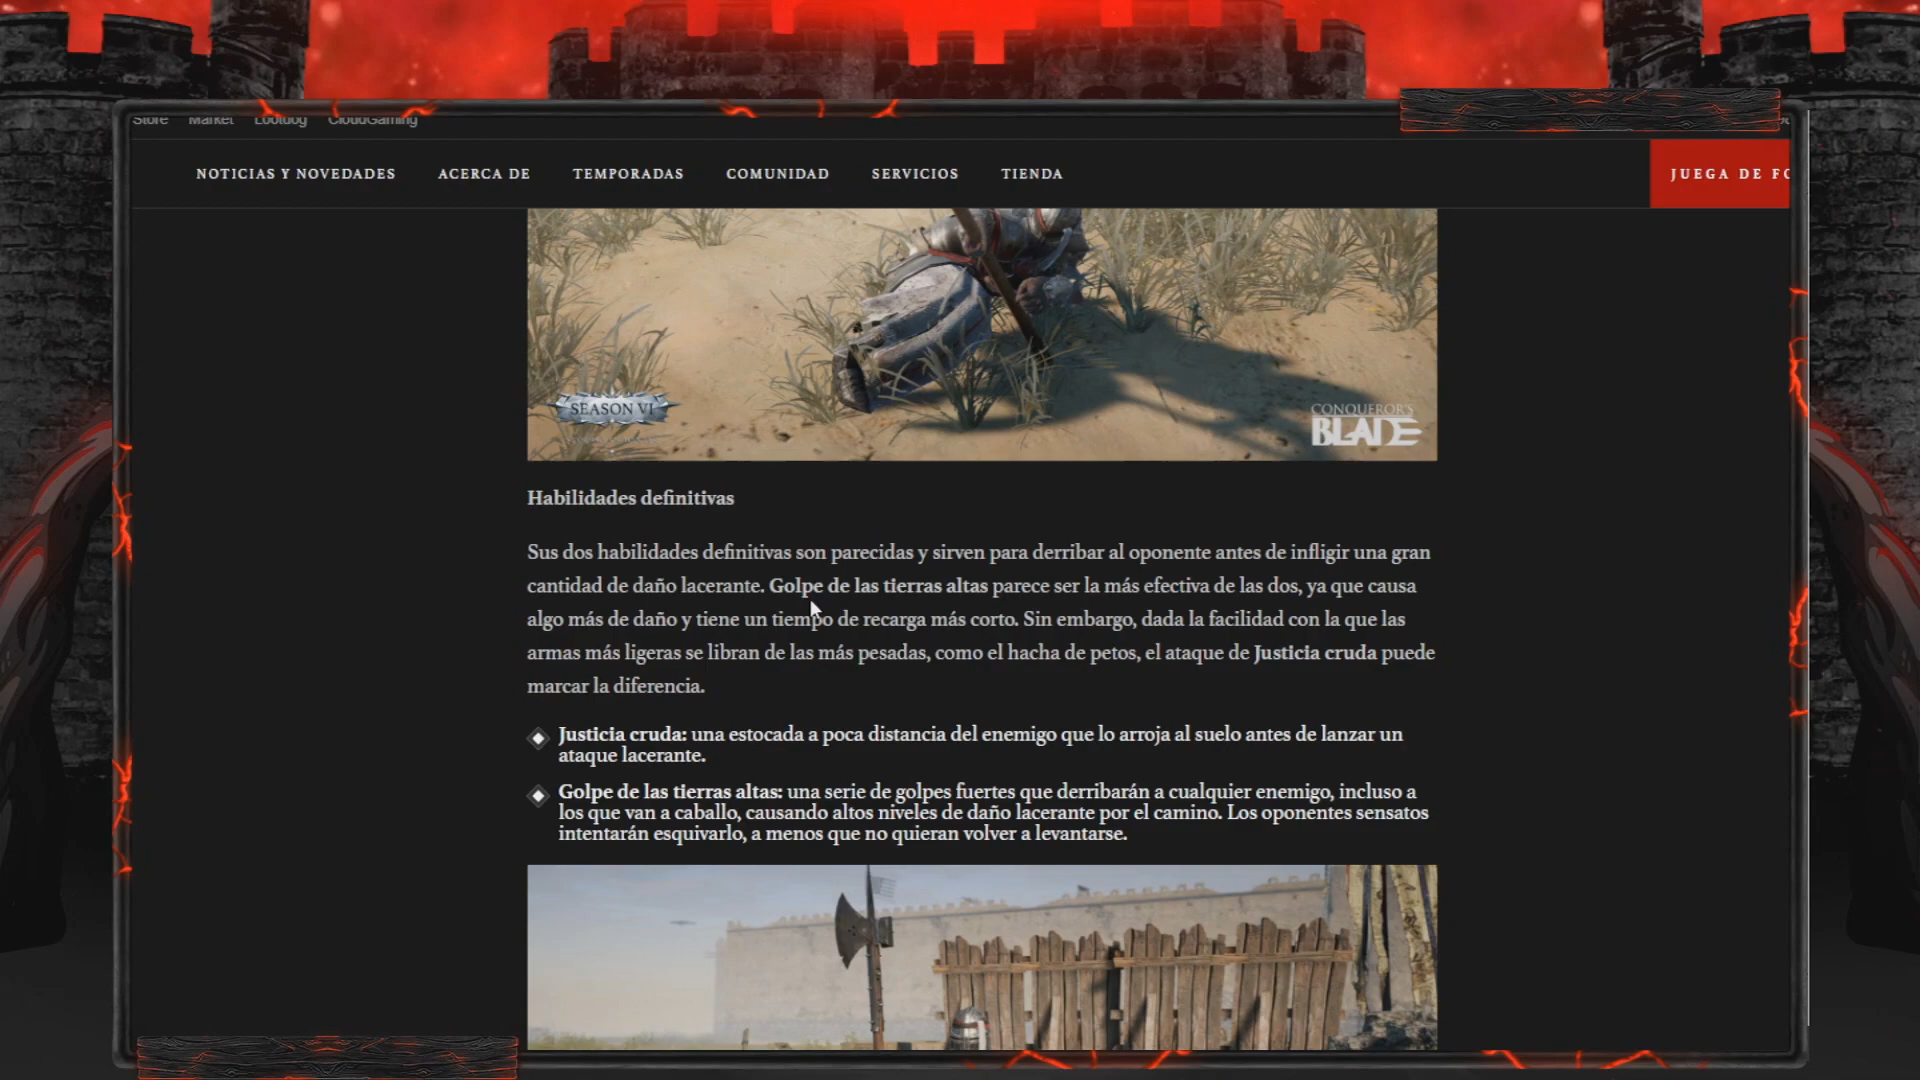 Store Market Lootdog CloudGaming
NOTICIAS Y NOVEDADES ACERCA DE TEMPORADAS COMUNIDAD SERVICIOS TIENDA JUEGA DE FO
SEASON VI
CONQUEROR'S
BLADE
Habilidades definitivas
Sus dos habilidades definitivas son parecidas y sirven para derribar al oponente antes de infligir una gran
cantidad de daño lacerante. Golpe de las tierras altas parece ser la más efectiva de las dos, ya que causa
algo más de daño y tiene un tiempo de recarga más corto. Sin embargo, dada la facilidad con la que las
armas más ligeras se libran de las más pesadas, como el hacha de petos, el ataque de Justicia cruda puede
marcar la diferencia.
Justicia cruda: una estocada a poca distancia del enemigo que lo arroja al suelo antes de lanzar un
ataque lacerante.
Golpe de las tierras altas: una serie de golpes fuertes que derribarán a cualquier enemigo, incluso a
los que van a caballo, causando altos niveles de daño lacerante por el camino. Los oponentes sensatos
intentarán esquivarlo, a menos que no quieran volver a levantarse.